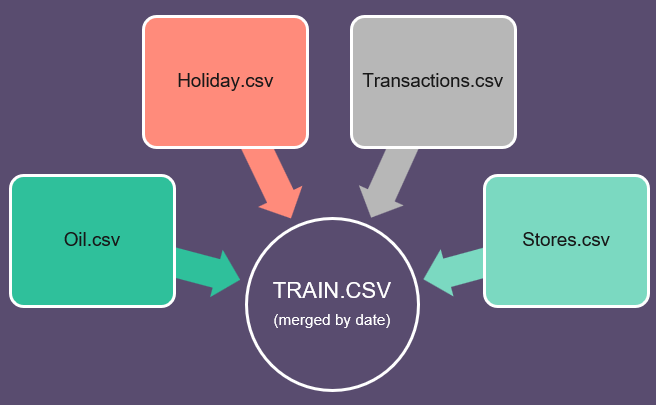 Holiday.csv
Transactions.csv
Oil.csv
Stores.csv
TRAIN.CSV
(merged by date)